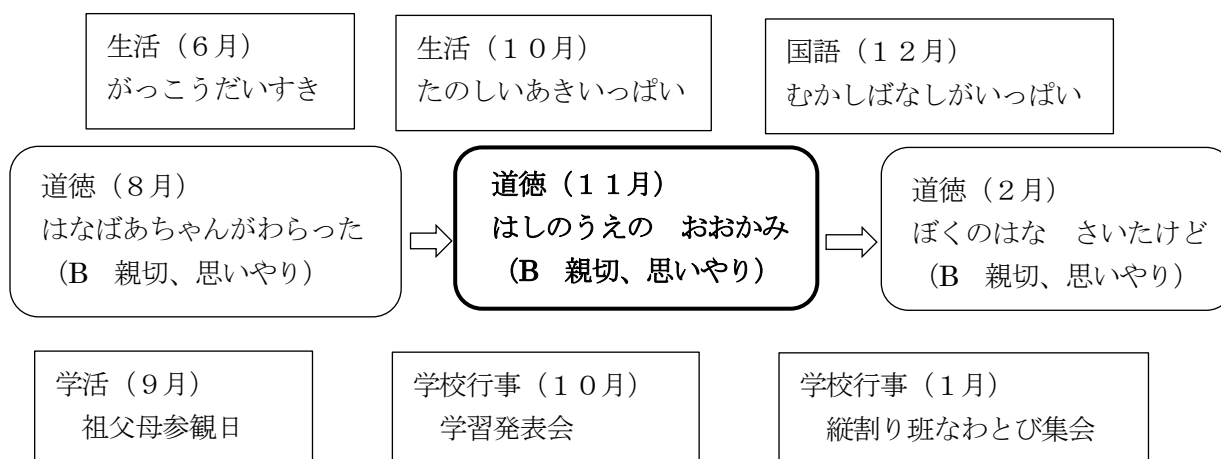 生活（６月）
がっこうだいすき
生活（１０月）
たのしいあきいっぱい
国語（１２月）
むかしばなしがいっぱい
道徳（８月）
はなばあちゃんがわらった
（B　親切、思いやり）
道徳（１１月）
はしのうえの　おおかみ
（B　親切、思いやり）
道徳（２月）
ぼくのはな　さいたけど
（B　親切、思いやり）
学活（９月）
祖父母参観日
学校行事（１０月）
学習発表会
学校行事（１月）
縦割り班なわとび集会